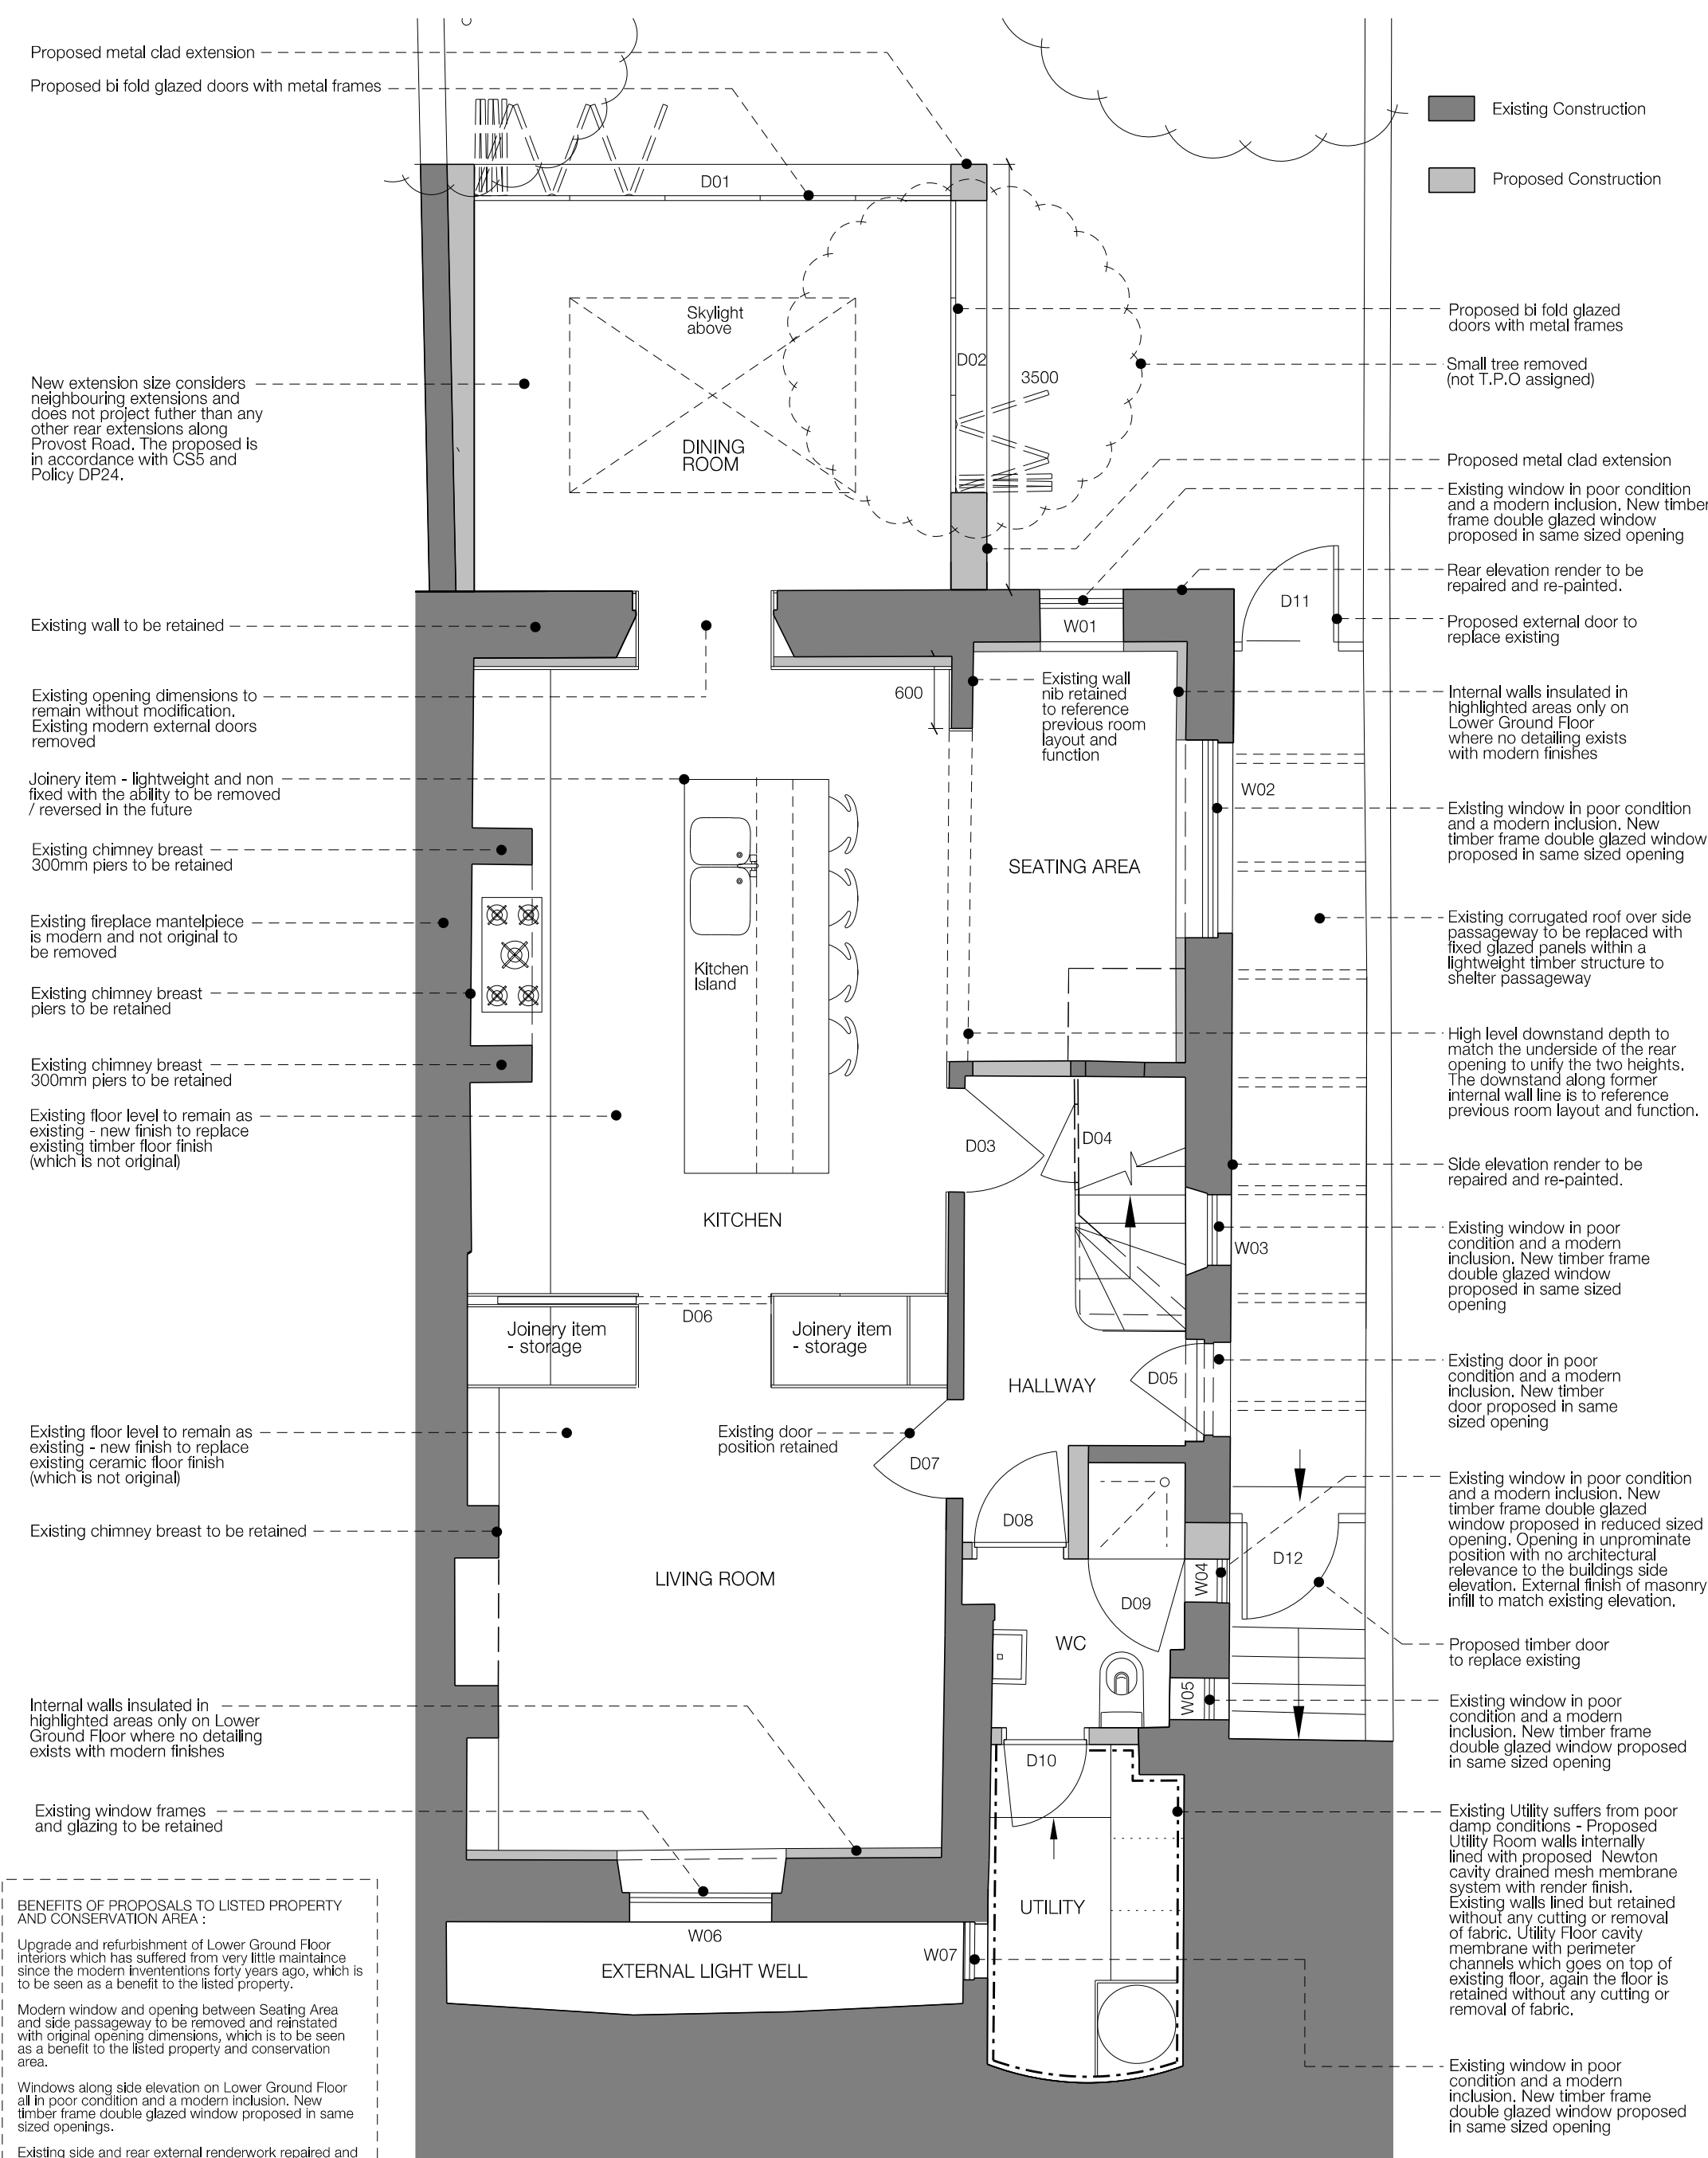 Proposed metal clad extension
Proposed bi fold glazed doors with metal frames
New extension size considers
neighbouring extensions and
does not project futher than any
other rear extensions along
Provost Road. The proposed is
in accordance with CS5 and
Policy DP24.
Existing wall to be retained
Existing opening dimensions to
remain without modification.
Existing modern external doors
removed
Joinery item - lightweight and non
fixed with the ability to be removed
/ reversed in the future
Existing chimney breast
300mm piers to be retained
Existing fireplace mantelpiece
is modern and not original to
be removed
Existing chimney breast
piers to be retained
Existing chimney breast
300mm piers to be retained
Existing floor level to remain as
existing - new finish to replace
existing timber floor finish
(which is not original)
Existing floor level to remain as
existing - new finish to replace
existing ceramic floor finish
(which is not original)
Existing chimney breast to be retained
Internal walls insulated in
highlighted areas only on Lower
Ground Floor where no detailing
exists with modern finishes
Existing window frames
and glazing to be retained
BENEFITS OF PROPOSALS TO LISTED PROPERTY
AND CONSERVATION AREA :
Upgrade and refurbishment of Lower Ground Floor
interiors which has suffered from very little maintaince
since the modern invententions forty years ago, which is
to be seen as a benefit to the listed property.
Modern window and opening between Seating Area
and side passageway to be removed and reinstated
with original opening dimensions, which is to be seen
as a benefit to the listed property and conservation
area.
Windows along side elevation on Lower Ground Floor
all in poor condition and a modern inclusion. New
timber frame double glazed window proposed in same
sized openings.
Existing side and rear external renderwork repaired and
D01
Skylight
above
D02
3500
DINING
ROOM
W01
D11
600
Existing wall
nib retained
to reference
previous room
layout and
function
W02
SEATING AREA
KItchen
Island
D03
D04
KITCHEN
W03
D06
Joinery item
- storage
Joinery item
- storage
HALLWAY
D05
Existing door
position retained
D07
D08
D12
LIVING ROOM
W04
D09
WC
W05
D10
UTILITY
W06
W07
EXTERNAL LIGHT WELL
Existing Construction
Proposed Construction
Proposed bi fold glazed
doors with metal frames
Small tree removed
(not T.P.O assigned)
Proposed metal clad extension
Existing window in poor condition
and a modern inclusion. New timber
frame double glazed window
proposed in same sized opening
Rear elevation render to be
repaired and re-painted.
Proposed external door to
replace existing
Internal walls insulated in
highlighted areas only on
Lower Ground Floor
where no detailing exists
with modern finishes
Existing window in poor condition
and a modern inclusion. New
timber frame double glazed window
proposed in same sized opening
Existing corrugated roof over side
passageway to be replaced with
fixed glazed panels within a
lightweight timber structure to
shelter passageway
High level downstand depth to
match the underside of the rear
opening to unify the two heights.
The downstand along former
internal wall line is to reference
previous room layout and function.
Side elevation render to be
repaired and re-painted.
Existing window in poor
condition and a modern
inclusion. New timber frame
double glazed window
proposed in same sized
opening
Existing door in poor
condition and a modern
inclusion. New timber
door proposed in same
sized opening
Existing window in poor condition
and a modern inclusion. New
timber frame double glazed
window proposed in reduced sized
opening. Opening in unprominate
position with no architectural
relevance to the buildings side
elevation. External finish of masonry
infill to match existing elevation.
Proposed timber door
to replace existing
Existing window in poor
condition and a modern
inclusion. New timber frame
double glazed window proposed
in same sized opening
Existing Utility suffers from poor
damp conditions - Proposed
Utility Room walls internally
lined with proposed Newton
cavity drained mesh membrane
system with render finish.
Existing walls lined but retained
without any cutting or removal
of fabric. Utility Floor cavity
membrane with perimeter
channels which goes on top of
existing floor, again the floor is
retained without any cutting or
removal of fabric.
Existing window in poor
condition and a modern
inclusion. New timber frame
double glazed window proposed
in same sized opening